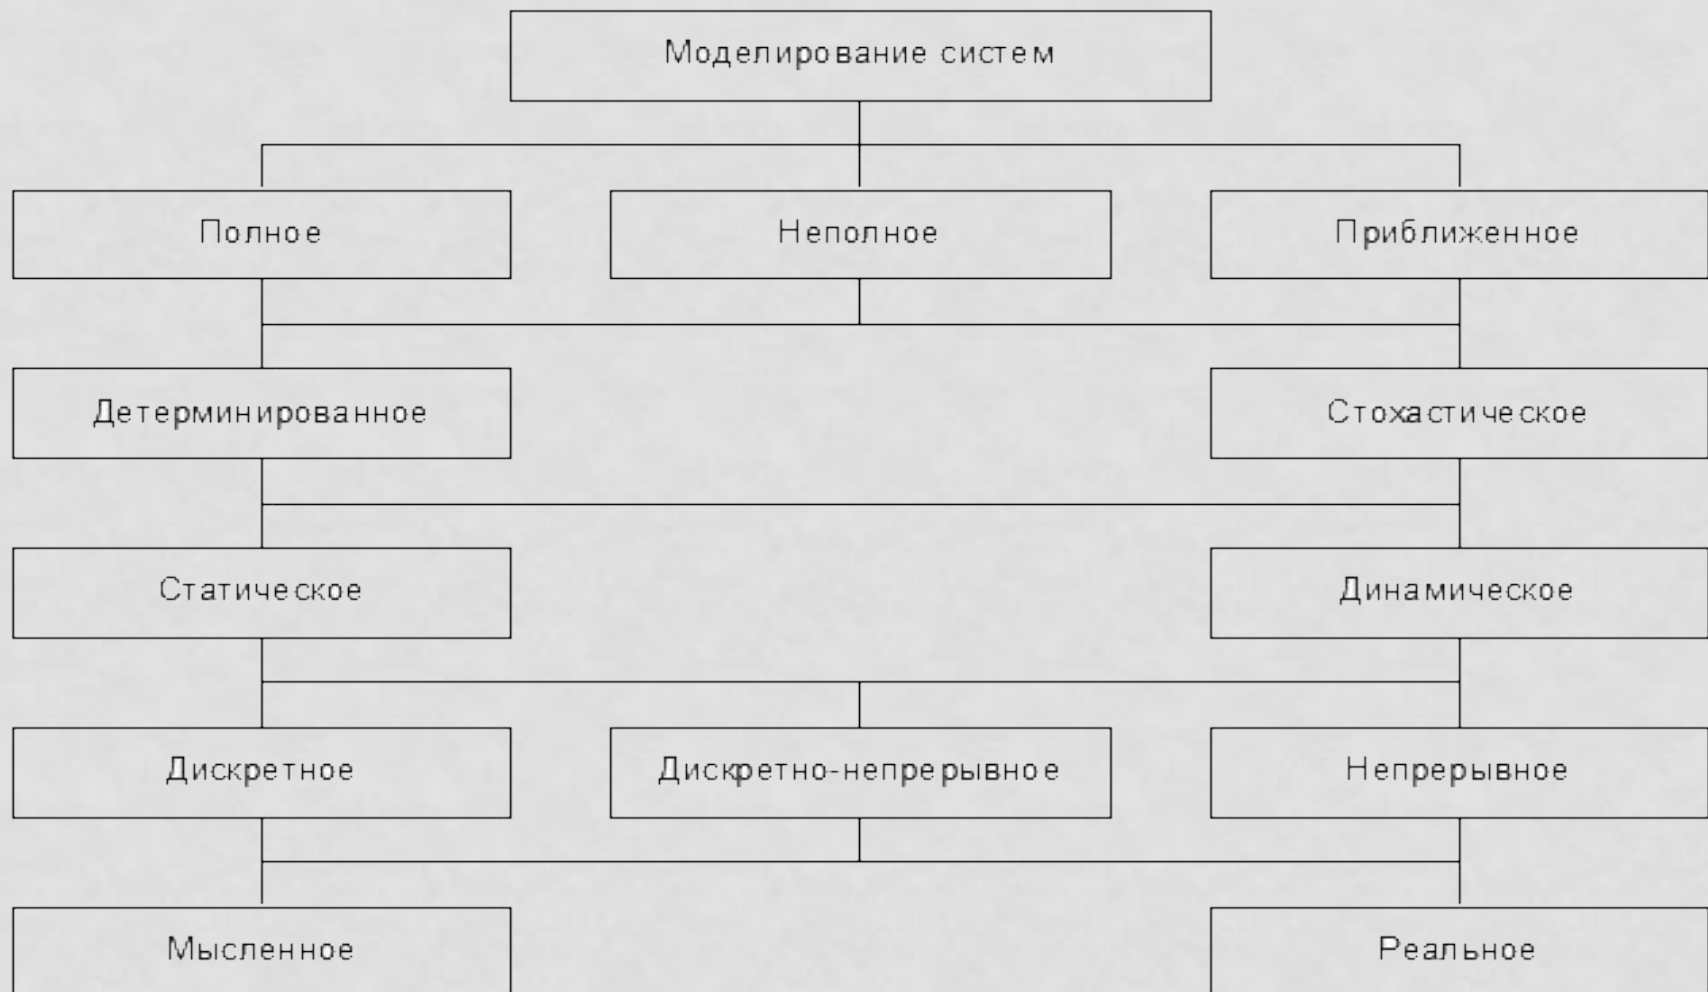 Моделирование систем
Полное
Неполное
Приближенное
Детерминированное
Стохастическое
Статическое
Динамическое
Дискретное
Дискретно-непрерывное
Непрерывное
Мысленное
Реальное